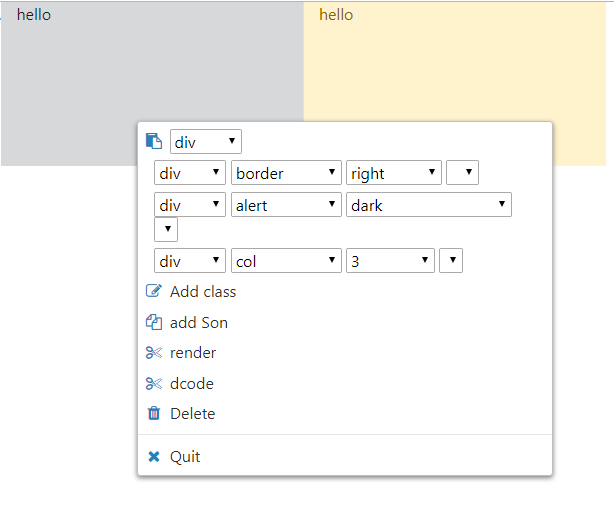 hello hello
div
div border right
div alert dark
div col 3
Add class
add Son
render
dcode
Delete
Quit